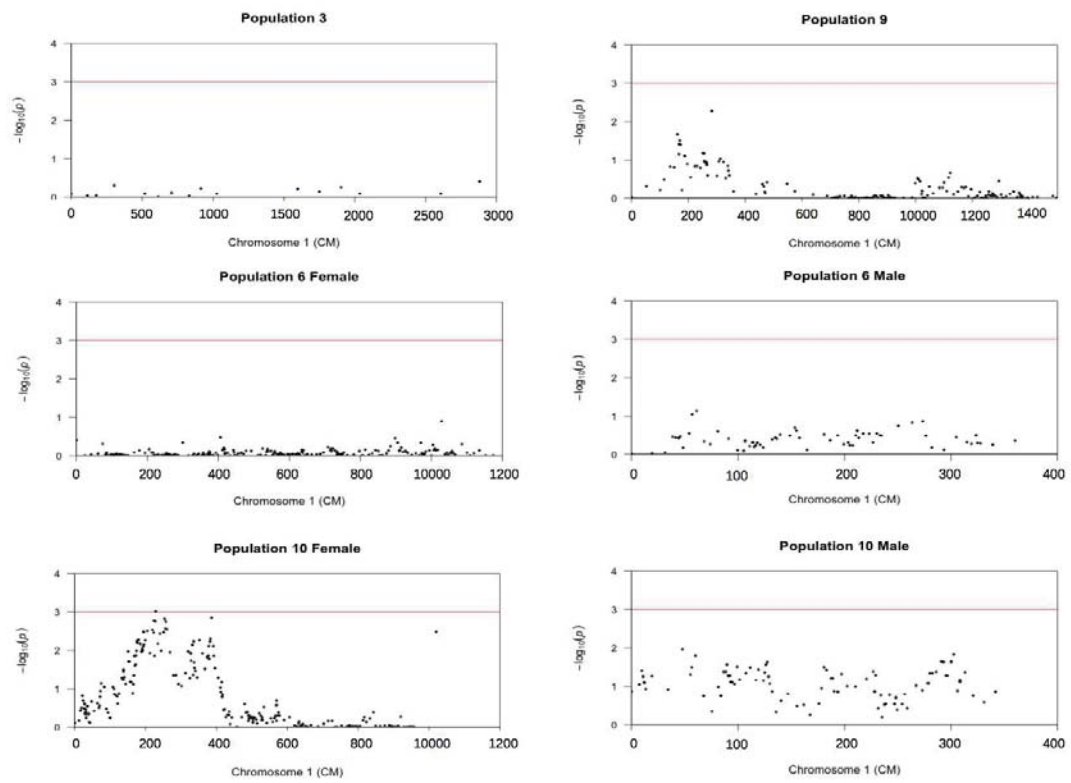 Population 3
4
3
2
1
0
−log10(p)
0 500 1000 1500 2000 2500 3000
Chromosome 1 (CM)
Population 9
4
3
2
1
0
−log10(p)
0 200 400 600 800 10000 1200 1400
Chromosome 1 (CM)
Population 6 Female
4
3
2
1
0
−log10(p)
0 200 400 600 800 1000 1200
Chromosome 1 (CM)
Population 6 Male
4
3
2
1
0
−log10(p)
0 100 200 300 400
Chromosome 1 (CM)
Population 10 Female
4
3
2
1
0
−log10(p)
0 200 400 600 800 10000 1200
Chromosome 1 (CM)
Population 10 Male
4
3
2
1
0
−log10(p)
0 100 200 300 400
Chromosome 1 (CM)